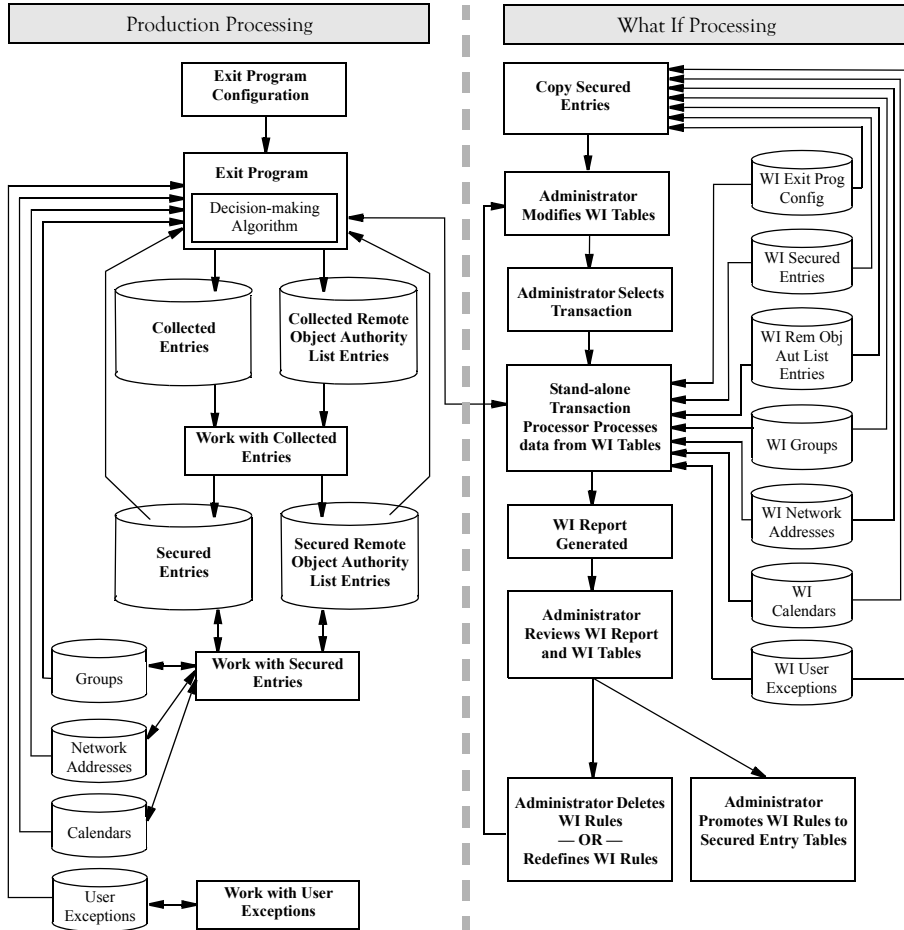 Production Processing
Exit Program
Configuration
Exit Program
Decision-making
Algorithm
Collected
Entries
Collected Remote
Object Authority
List Entries
Work with Collected
Entries
Secured
Entries
Secured Remote
Object Authority
List Entries
Work with Secured
Entries
Groups
Network
Addresses
Calendars
User
Exceptions
Work with User
Exceptions
What If Processing
Copy Secured
Entries
Administrator
Modifies WI Tables
Administrator Selects
Transaction
Stand-alone
Transaction
Processor Processes
data from WI Tables
WI Report
Generated
Administrator
Reviews WI Report
and WI Tables
Administrator Deletes
WI Rules
— OR —
Redefines WI Rules
Administrator
Promotes WI Rules to
Secured Entry Tables
WI Exit Prog
Config
WI Secured
Entries
WI Rem Obj
Aut List
Entries
WI Groups
WI Network
Addresses
WI
Calendars
WI User
Exceptions